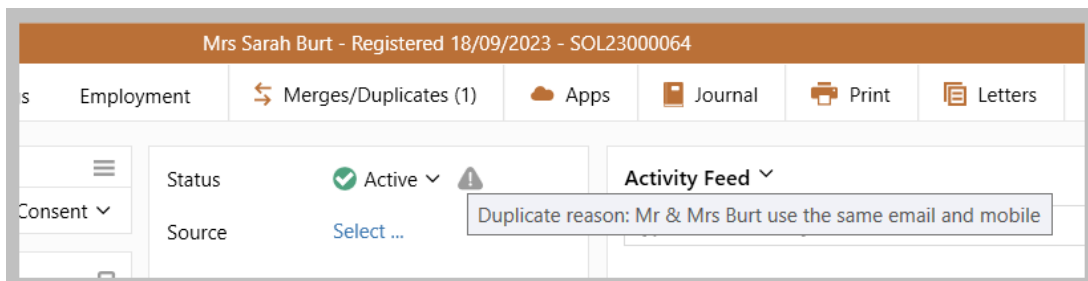 Mrs Sarah Burt - Registered 18/09/2023 - SOL23000064
s Employment Merges/Duplicates (1) Apps Journal Print Letters
Status Active Activity Feed
Consent
Duplicate reason: Mr & Mrs Burt use the same email and mobile
Source Select ...